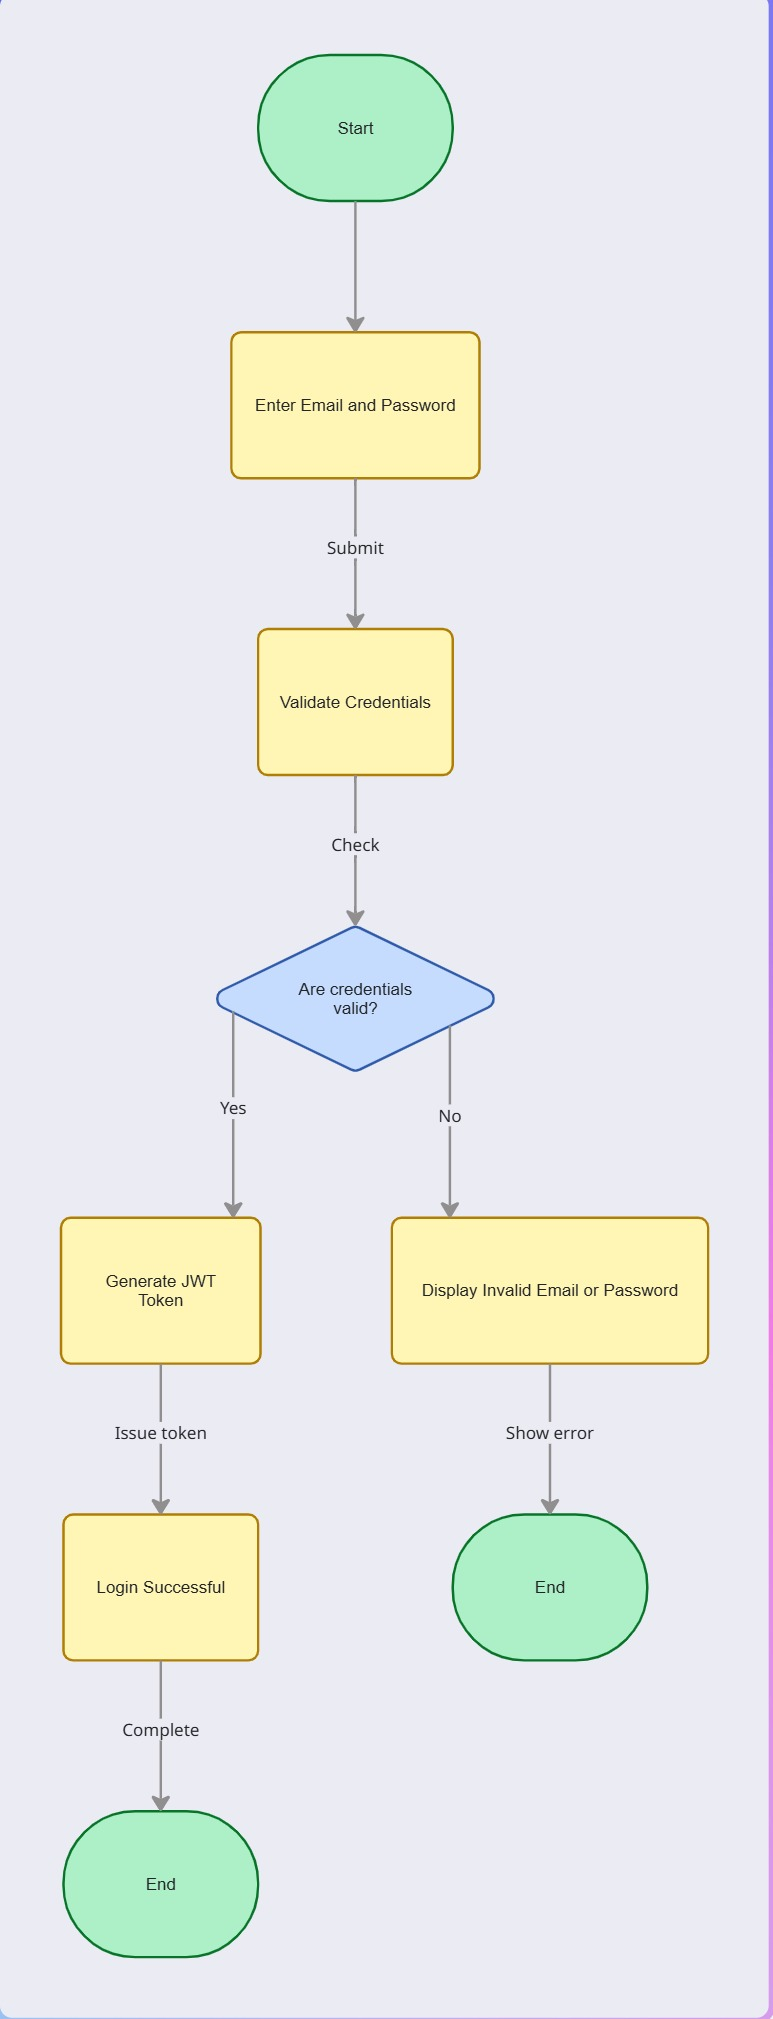 Start
Enter Email and Password
Submit
Validate Credentials
Check
Are credentials
valid?
Yes
No
Generate JWT
Token
Display Invalid Email or Password
Issue token
Show error
Login Successful
End
Complete
End